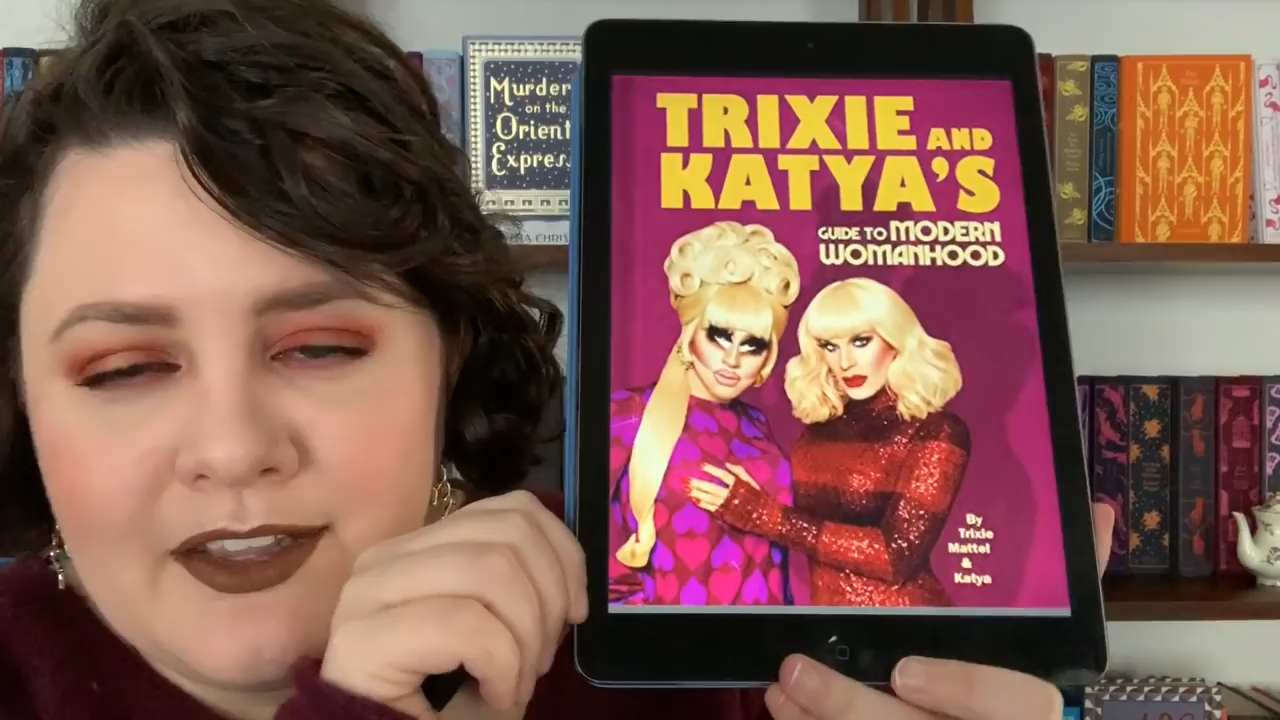 Murder
on the
Orient
Express
TRIXIE AND
KATYA'S
GUIDE TO MODERN
WOMANHOOD
By
Trixie
Mattel
&
Katya